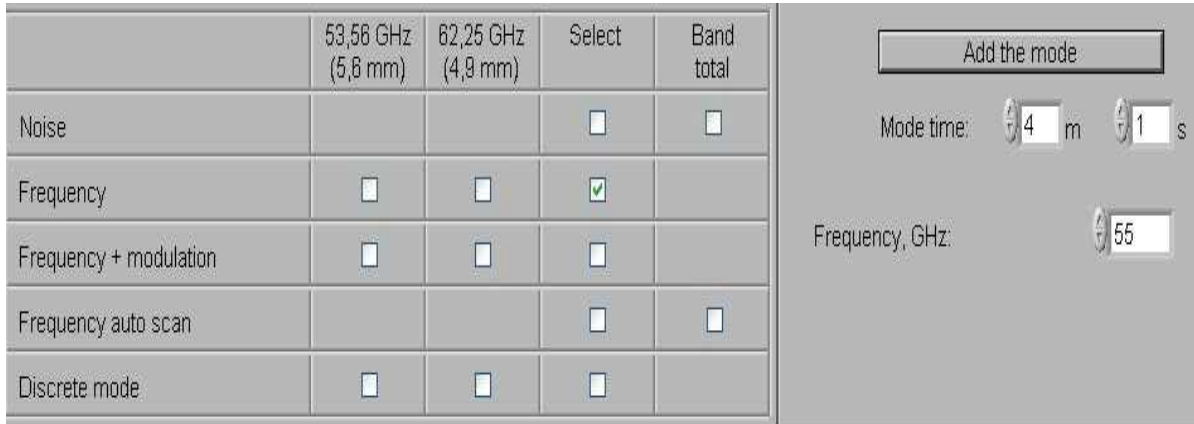 53,56 GHz 62,25 GHz Select Band
(5,6 mm) (4,9 mm) total
Noise
Frequency
Frequency + modulation
Frequency auto scan
Discrete mode
Add the mode
Mode time: 4 m 1 s
Frequency, GHz: 55